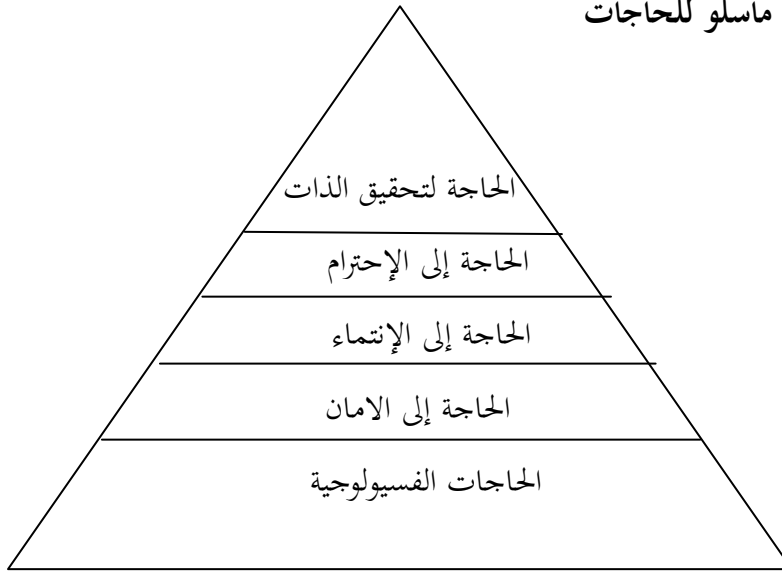 ماسلو للحاجات
الحاجة لتحقيق الذات
الحاجة إلى الإحترام
الحاجة إلى الإنتماء
الحاجة إلى الامان
الحاجات الفسيولوجية